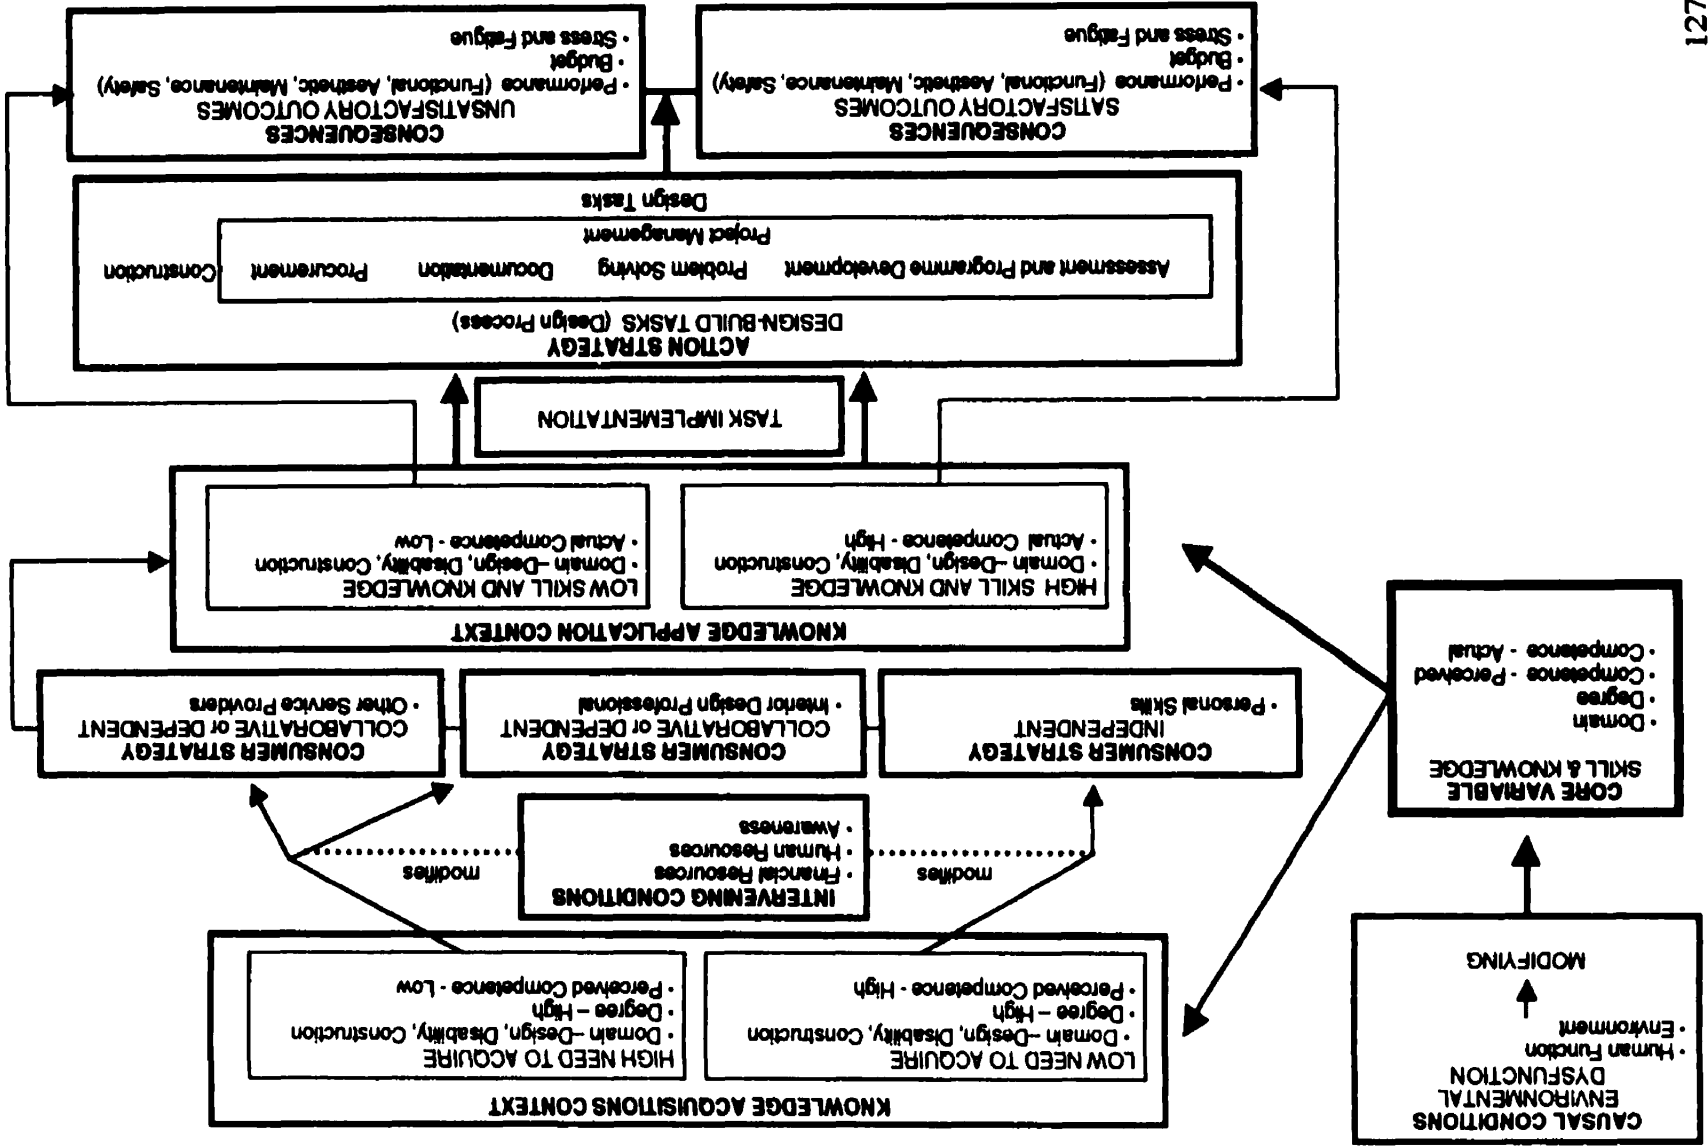 CAUSAL CONDITIONS
ENVIRONMENTAL
DYSFUNCTION
• Human Function
• Environment
MODIFYING
CORE VARIABLE
SKILL & KNOWLEDGE
• Domain
• Degree
• Competence - Perceived
• Competence - Actual
KNOWLEDGE ACQUISITIONS CONTEXT
LOW NEED TO ACQUIRE
• Domain –Design, Disability, Construction
• Degree – High
• Perceived Competence - High
HIGH NEED TO ACQUIRE
• Domain –Design, Disability, Construction
• Degree – High
• Perceived Competence - Low
modifies
INTERVENING CONDITIONS
• Financial Resources
• Human Resources
• Awareness
modifies
CONSUMER STRATEGY
INDEPENDENT
• Personal Skills
CONSUMER STRATEGY
COLLABORATIVE or DEPENDENT
• Interior Design Professional
CONSUMER STRATEGY
COLLABORATIVE or DEPENDENT
• Other Service Providers
KNOWLEDGE APPLICATION CONTEXT
HIGH SKILL AND KNOWLEDGE
• Domain –Design, Disability, Construction
• Actual Competence - High
LOW SKILL AND KNOWLEDGE
• Domain –Design, Disability, Construction
• Actual Competence - Low
TASK IMPLEMENTATION
ACTION STRATEGY
DESIGN-BUILD TASKS (Design Process)
Assessment and Programme Development Problem Solving Documentation Procurement Construction
Project Management
Design Tasks
CONSEQUENCES
SATISFACTORY OUTCOMES
• Performance (Functional, Aesthetic, Maintenance, Safety)
• Budget
• Stress and Fatigue
CONSEQUENCES
UNSATISFACTORY OUTCOMES
• Performance (Functional, Aesthetic, Maintenance, Safety)
• Budget
• Stress and Fatigue
127